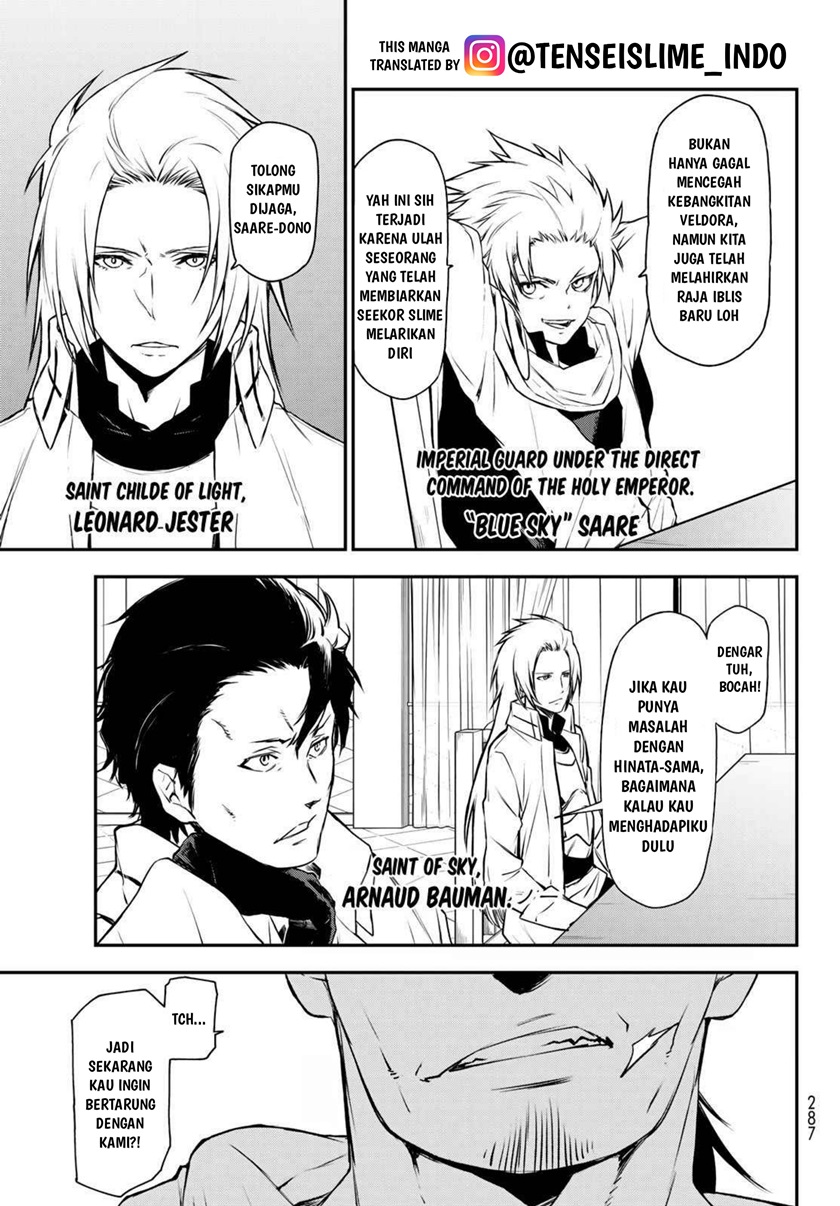 THIS MANGA
TRANSLATED BY
@TENSEISLIME_INDO
BUKAN
HANYA GAGAL
MENCEGAH
KEBANGKITAN
VELDORA,
NAMUN KITA
JUGA TELAH
MELAHIRKAN
RAJA IBLIS
BARU LOH
YAH INI SIH
TERJADI
KARENA ULAH
SESEORANG
YANG TELAH
MEMBIARKAN
SEEKOR SLIME
MELARIKAN
DIRI
IMPERIAL GUARD UNDER THE DIRECT
COMMAND OF THE HOLY EMPEROR.
"BLUE SKY" SAARE
TOLONG
SIKAPMU
DIJAGA,
SAARE-DONO
SAINT CHILDE OF LIGHT,
LEONARD JESTER
DENGAR
TUH,
BOCAH!
JIKA KAU
PUNYA
MASALAH
DENGAN
HINATA-SAMA,
BAGAIMANA
KALAU KAU
MENGHADAPIKU
DULU
SAINT OF SKY,
ARNAUD BAUMAN.
TCH...
JADI
SEKARANG
KAU INGIN
BERTARUNG
DENGAN
KAMI?!
287